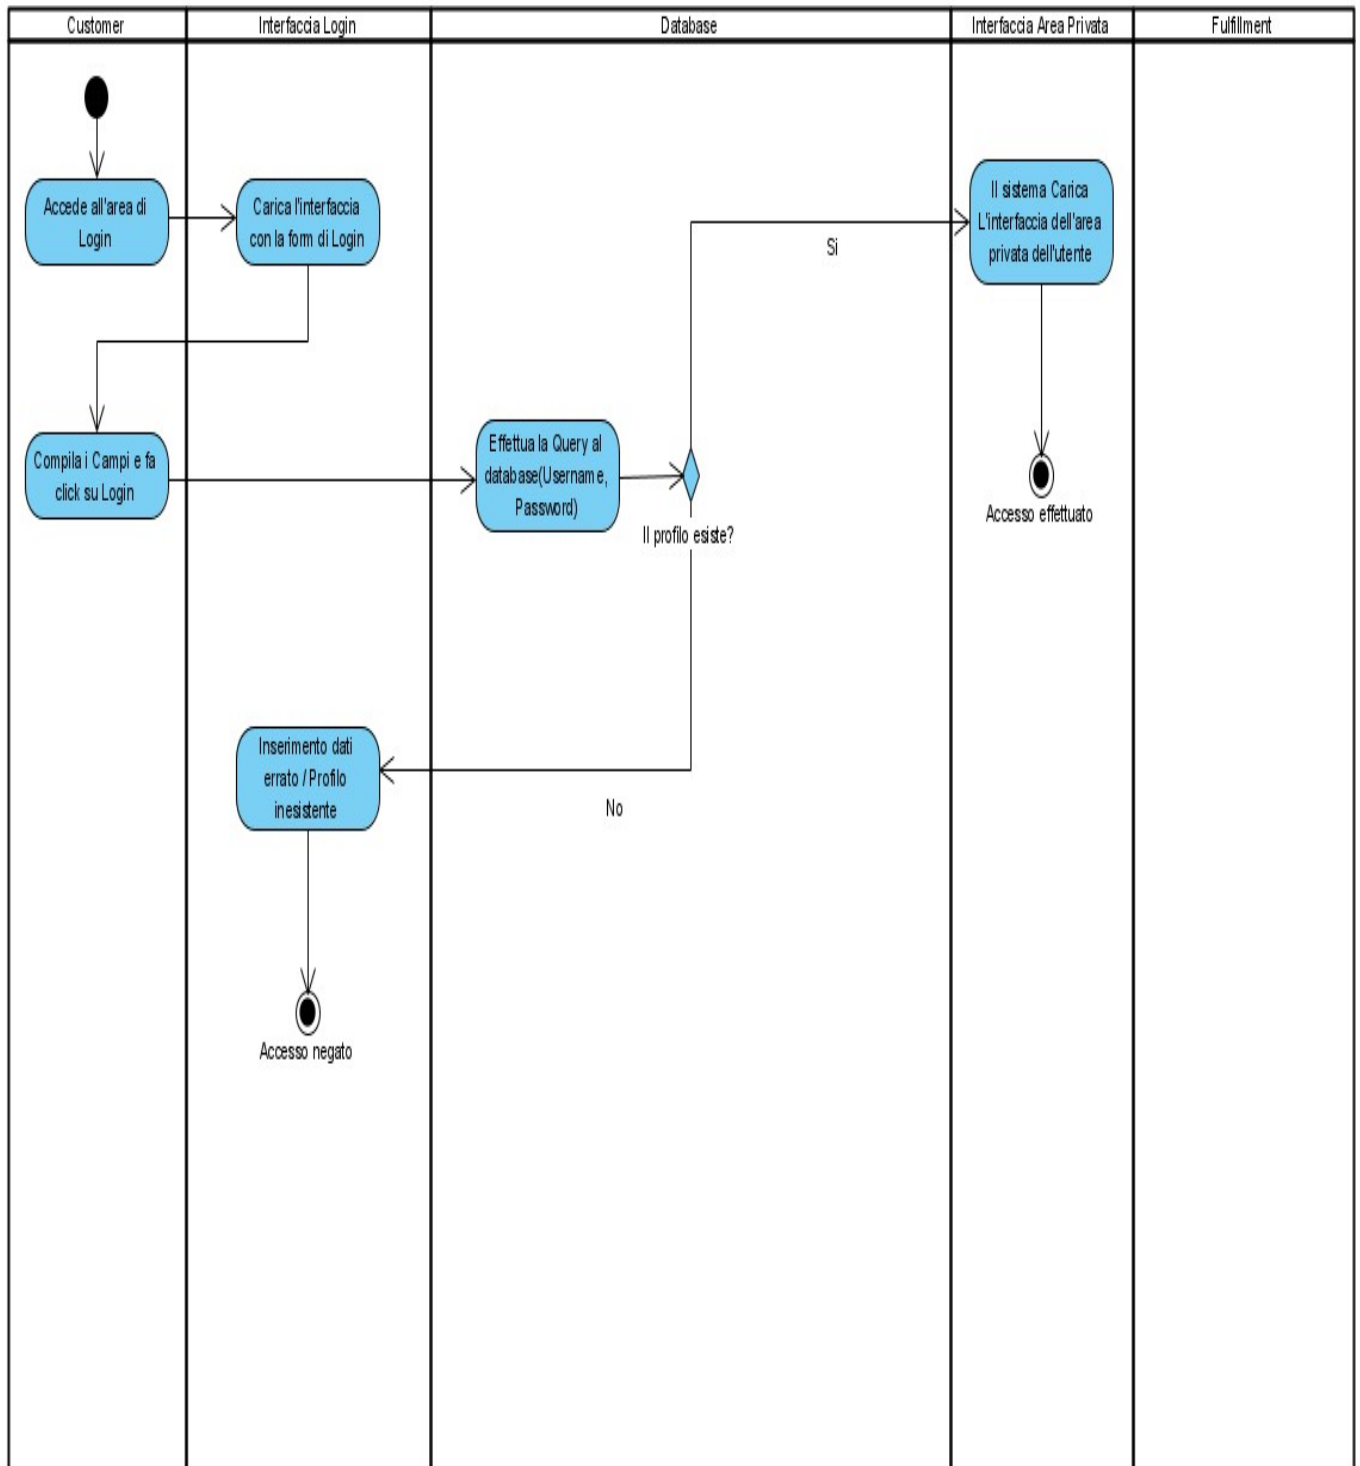 Customer
Interfaccia Login
Database
Interfaccia Area Privata
Fulfillment
Accede all'area di
Login
Carica l'interfaccia
con la form di Login
Il sistema Carica
L'interfaccia dell'area
privata dell'utente
Si
Compila i Campi e fa
click su Login
Effettua la Query al
database(Username,
Password)
Il profilo esiste?
Accesso effettuato
Inserimento dati
errato / Profilo
inesistente
No
Accesso negato